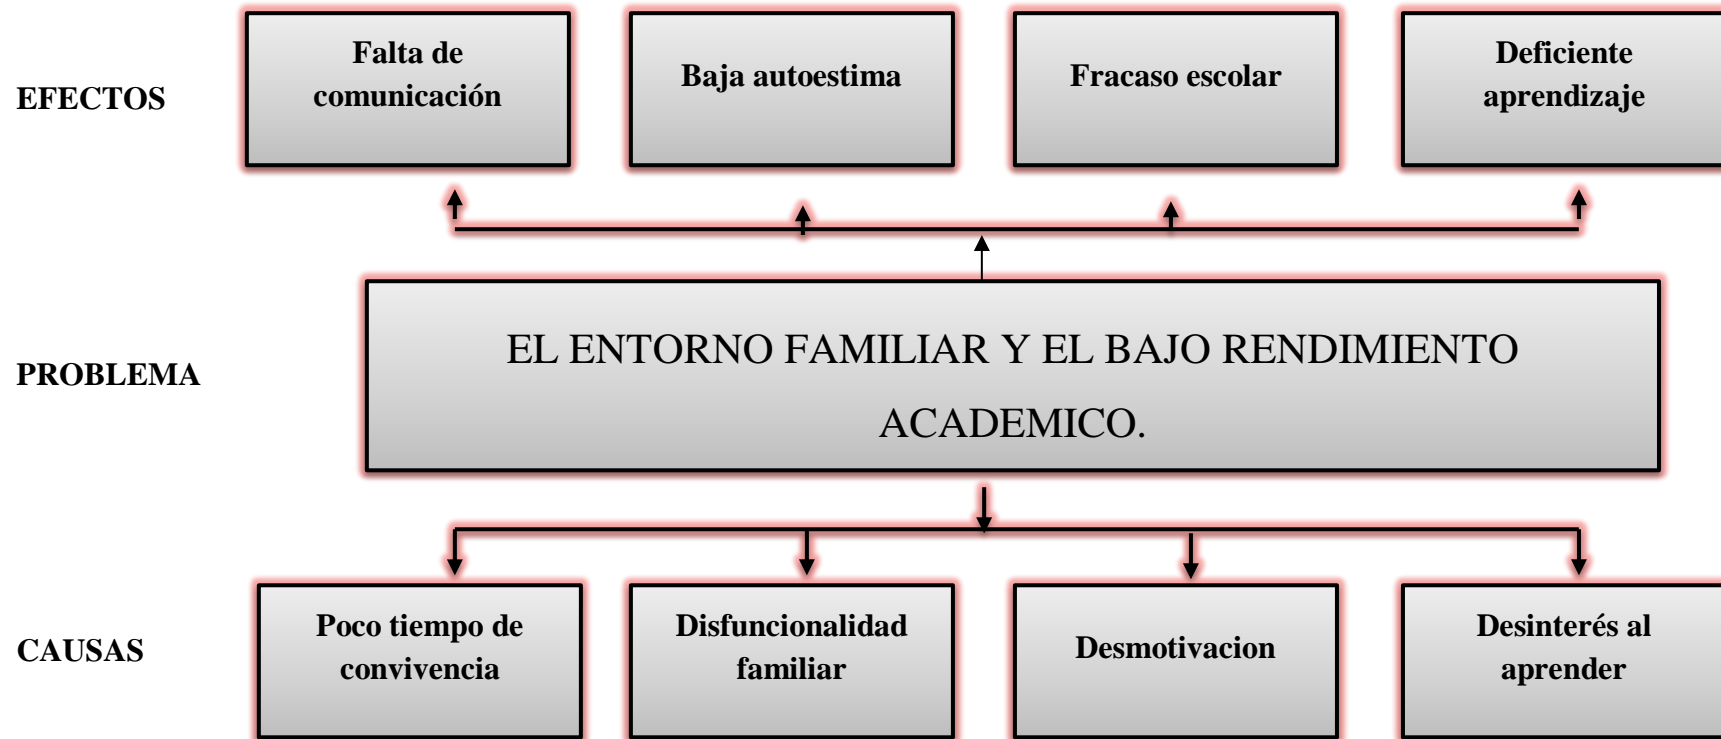 EFECTOS
Falta de
comunicación
Baja autoestima
Fracaso escolar
Deficiente
aprendizaje
PROBLEMA
EL ENTORNO FAMILIAR Y EL BAJO RENDIMIENTO
ACADEMICO.
CAUSAS
Poco tiempo de
convivencia
Disfuncionalidad
familiar
Desmotivacion
Desinterés al
aprender